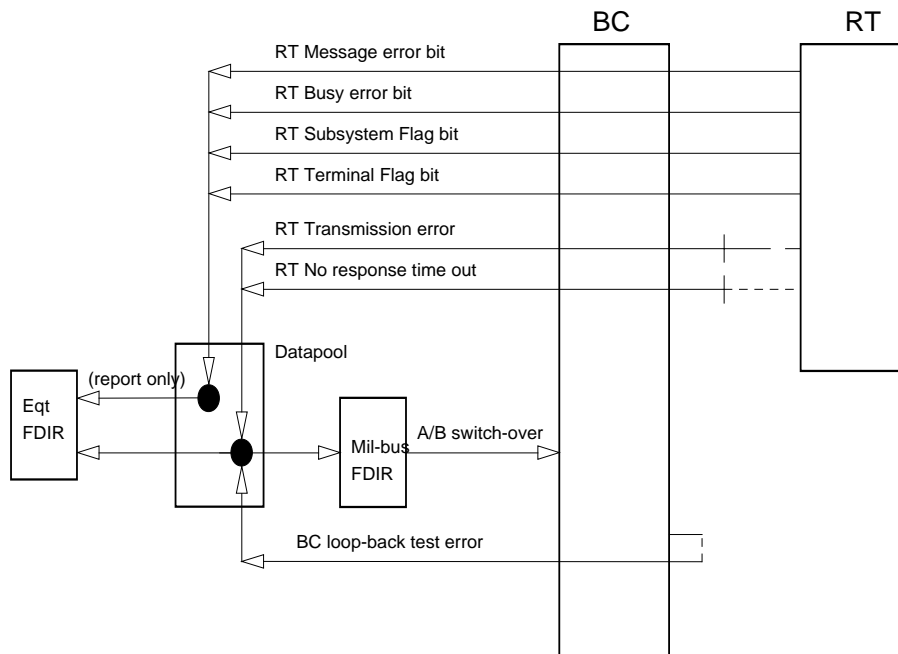 BC
RT
RT Message error bit
RT Busy error bit
RT Subsystem Flag bit
RT Terminal Flag bit
RT Transmission error
RT No response time out
Datapool
(report only)
Eqt
FDIR
A/B switch-over
Mil-bus
FDIR
BC loop-back test error